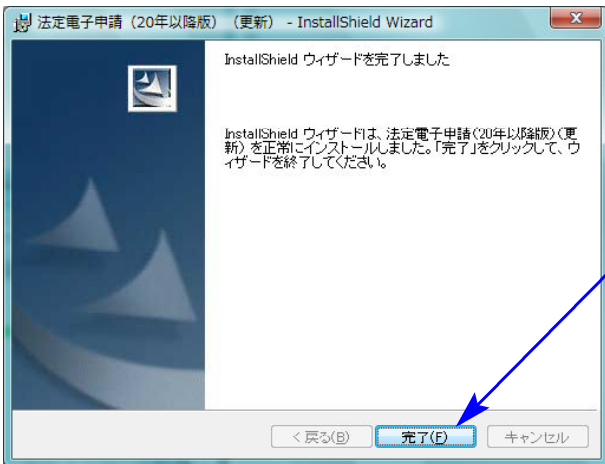 法定電子申請（20年以降版）（更新） - InstallShield Wizard
InstallShield ウィザードを完了しました
InstallShield ウィザードは、法定電子申請(20年以降版)(更
新) を正常にインストールしました。「完了」をクリックして、ウ
ィザードを終了してください。
< 戻る(B)
完了(F)
キャンセル